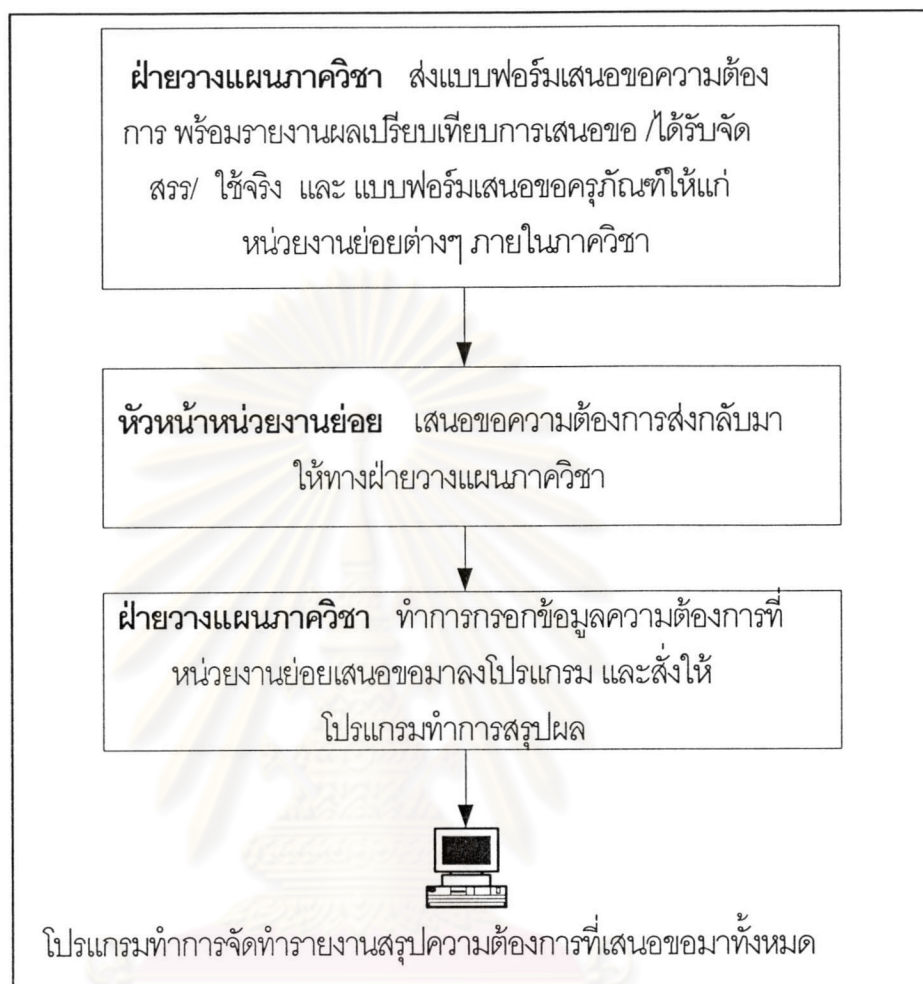 ฝ่ายวางแผนภาควิชา ส่งแบบฟอร์มเสนอขอความต้อง
การ พร้อมรายงานผลเปรียบเทียบการเสนอขอ /ได้รับจัด
สรร/ ใช้จริง และ แบบฟอร์มเสนอขอครุภัณฑ์ให้แก่
หน่วยงานย่อยต่างๆ ภายในภาควิชา
หัวหน้าหน่วยงานย่อย เสนอขอความต้องการส่งกลับมา
ให้ทางฝ่ายวางแผนภาควิชา
ฝ่ายวางแผนภาควิชา ทำการกรอกข้อมูลความต้องการที่
หน่วยงานย่อยเสนอขอมาลงโปรแกรม และสั่งให้
โปรแกรมทำการสรุปผล
โปรแกรมทำการจัดทำรายงานสรุปความต้องการที่เสนอขอมาทั้งหมด